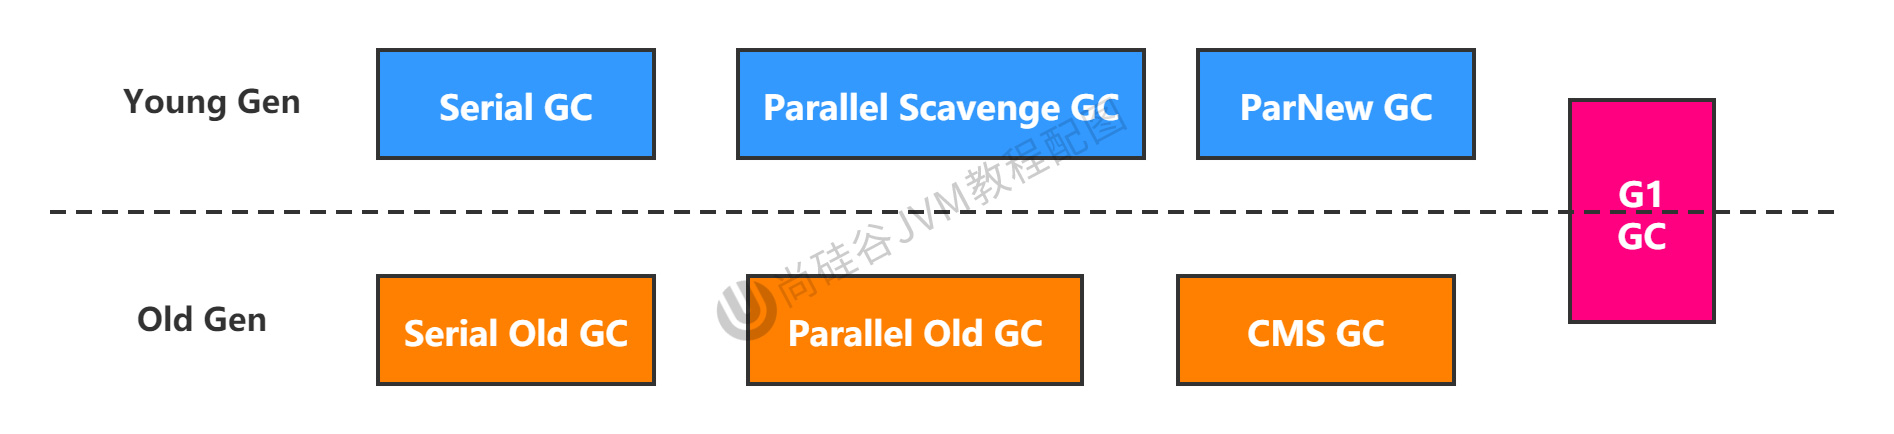 Young Gen
Serial GC
Parallel Scavenge GC
ParNew GC
G1
GC
尚硅谷JVM教程配图
Old Gen
Serial Old GC
Parallel Old GC
CMS GC